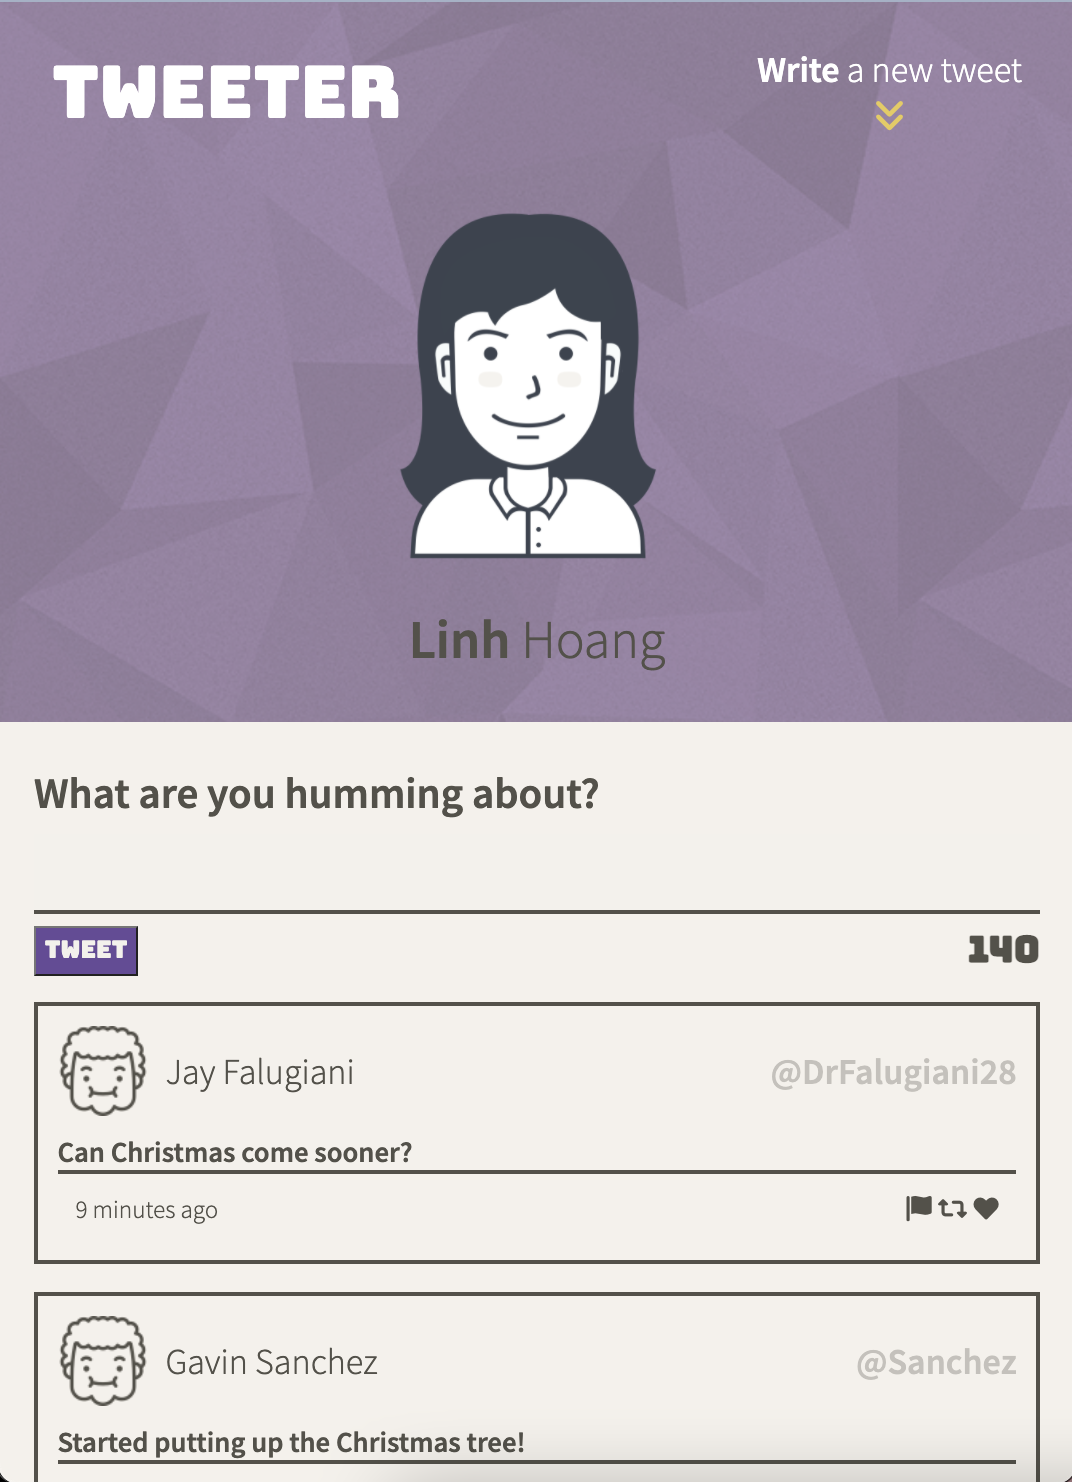 TWEETER
Write a new tweet
Linh Hoang
What are you humming about?
TWEET
140
Jay Falugiani
@DrFalugiani28
Can Christmas come sooner?
9 minutes ago
Gavin Sanchez
@Sanchez
Started putting up the Christmas tree!